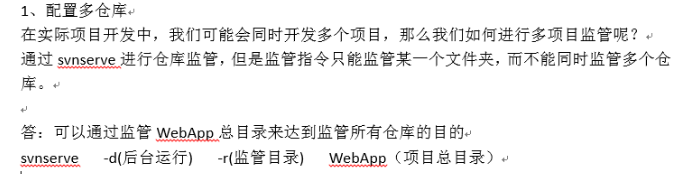 1、配置多仓库
在实际项目开发中，我们可能会同时开发多个项目，那么我们如何进行多项目监管呢？
通过 svnserve 进行仓库监管，但是监管指令只能监管某一个文件夹，而不能同时监管多个仓
库。
答：可以通过监管 WebApp 总目录来达到监管所有仓库的目的
svnserve -d(后台运行) -r(监管目录) WebApp（项目总目录）